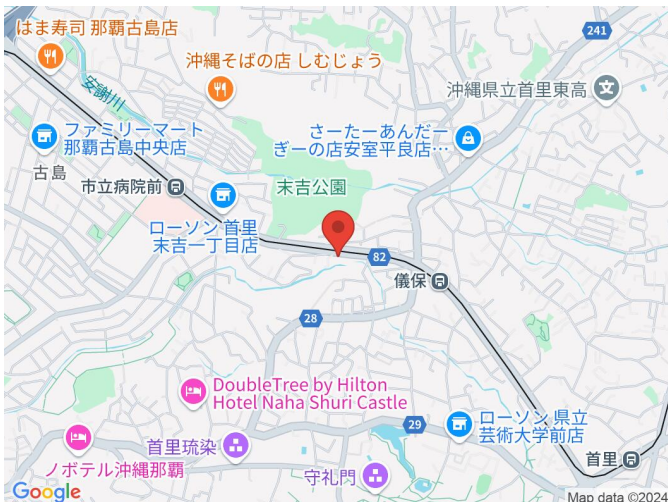 はま寿司 那覇古島店
241
沖縄そばの店 しむじょう
安謝川
沖縄県立首里東高
文
ファミリーマート
那覇古島中央店
さーたーあんだー
ぎーの店安室平良店…
古島
市立病院前
末吉公園
ローソン 首里
末吉一丁目店
82
儀保
28
DoubleTree by Hilton
Hotel Naha Shuri Castle
29
ローソン 県立
芸術大学前店
首里琉染
ノボテル沖縄那覇
守礼門
首里
Google
Map data ©2024